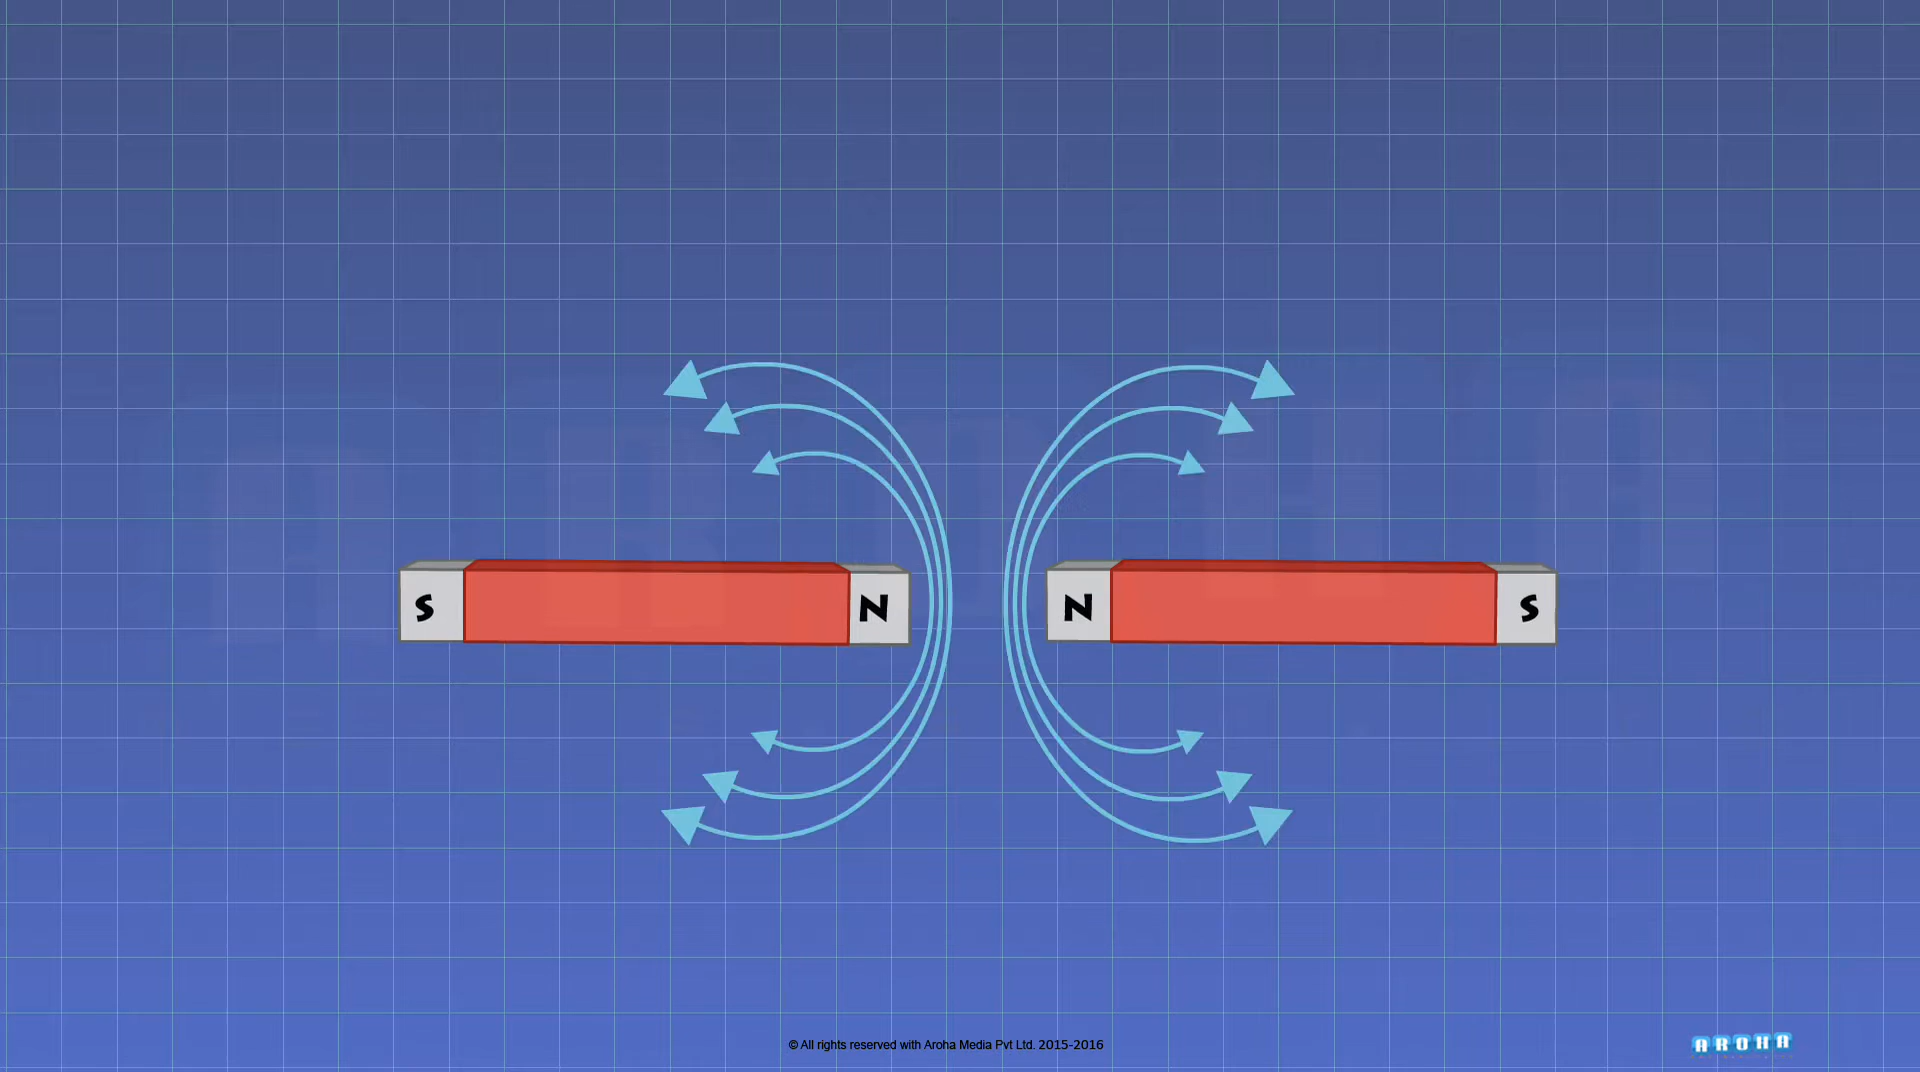 S N N S
© All rights reserved with Aroha Media Pvt Ltd. 2015-2016
AROHA